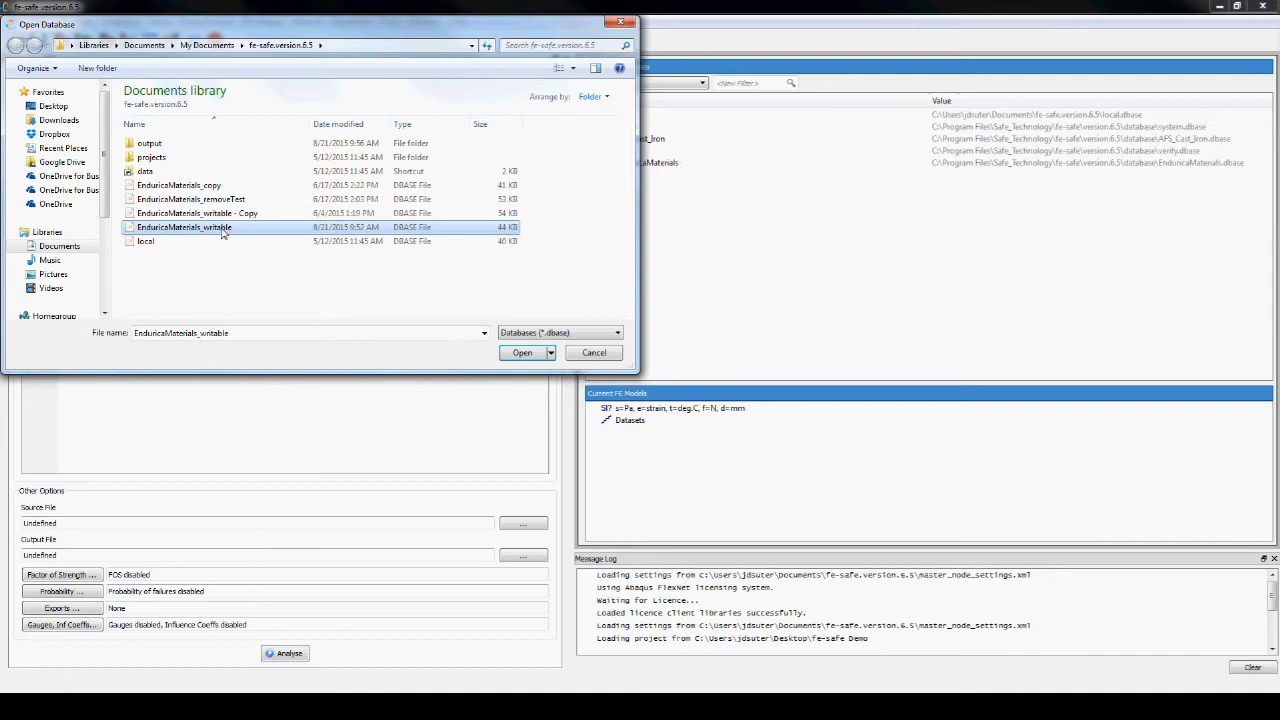 fe-safe version 6.5
Open Database
Libraries Documents My Documents fe-safe.version.6.5
Search fe-safe.version.6.5
Organize New folder
Favorites
Desktop
Downloads
Dropbox
Recent Places
Google Drive
OneDrive for Bus
OneDrive for Bus
OneDrive
Libraries
Documents
Music
Pictures
Videos
Homegroup
Documents library
fe-safe.version.6.5
Arrange by: Folder
Name Date modified Type Size
output 8/21/2015 9:56 AM File folder
projects 5/12/2015 11:45 AM File folder
data 5/12/2015 11:45 AM Shortcut 2 KB
EnduricaMaterials_copy 6/17/2015 2:22 PM DBASE File 41 KB
EnduricaMaterials_removeTest 6/17/2015 2:03 PM DBASE File 53 KB
EnduricaMaterials_writable - Copy 6/4/2015 1:19 PM DBASE File 54 KB
EnduricaMaterials_writable 8/21/2015 9:52 AM DBASE File 44 KB
local 5/12/2015 11:45 AM DBASE File 40 KB
File name: EnduricaMaterials_writable
Databases (*.dbase)
Open Cancel
<New Filter>
Value
C:\Users\jdsuter\Documents\fe-safe.version.6.5\local.dbase
C:\Program Files\Safe_Technology\fe-safe.version.6.5\database\system.dbase
C:\Program Files\Safe_Technology\fe-safe.version.6.5\database\AFS_Cast_Iron.dbase
C:\Program Files\Safe_Technology\fe-safe.version.6.5\database\verity.dbase
C:\Program Files\Safe_Technology\fe-safe.version.6.5\database\EnduricaMaterials.dbase
Current FE Models
SI? s=Pa, e=strain, t=deg.C, f=N, d=mm
Datasets
Other Options
Source File
Undefined ...
Output File
Undefined ...
Factor of Strength ... FOS disabled
Probability ... Probability of failures disabled
Exports ... None
Gauges, Inf Coeffs... Gauges disabled, Influence Coeffs disabled
Analyse
Message Log
Loading settings from C:\Users\jdsuter\Documents\fe-safe.version.6.5\master_node_settings.xml
Using Abaqus FlexNet licensing system.
Waiting for Licence...
Loaded licence client libraries successfully.
Loading settings from C:\Users\jdsuter\Documents\fe-safe.version.6.5\master_node_settings.xml
Loading project from C:\Users\jdsuter\Desktop\fe-safe Demo
Clear